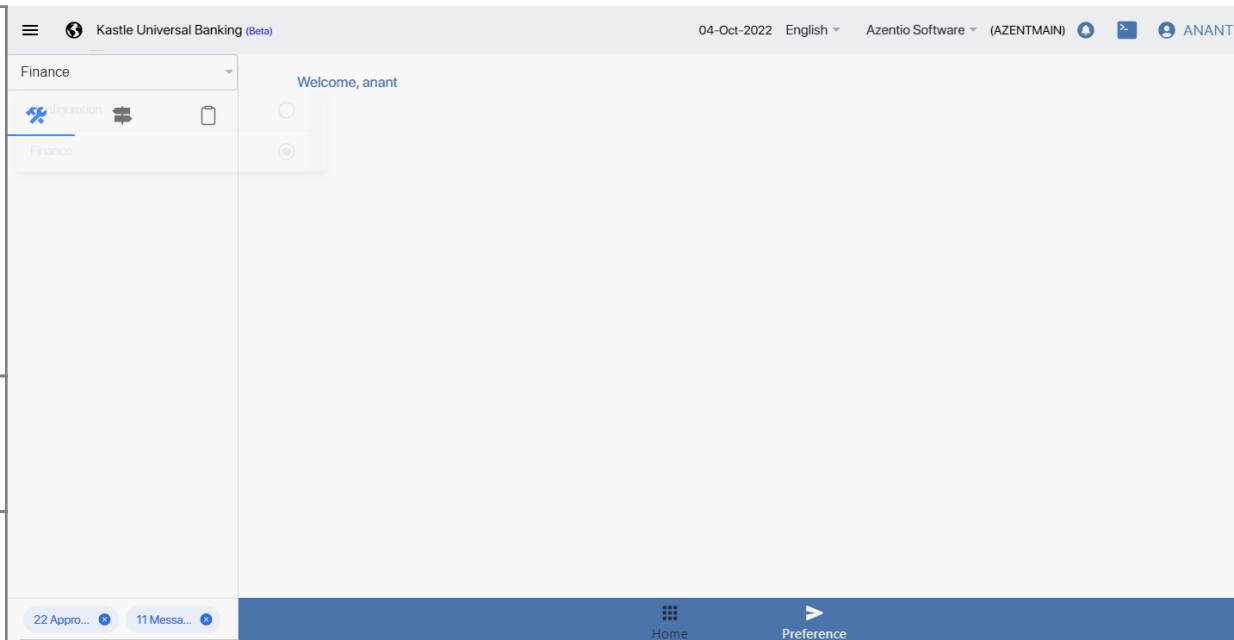 Kastle Universal Banking (Beta) 04-Oct-2022 English Azentio Software (AZENTMAIN) ANANT
Finance
Welcome, anant
Configuration
Finance
22 Appro... 11 Messa...
Home Preference